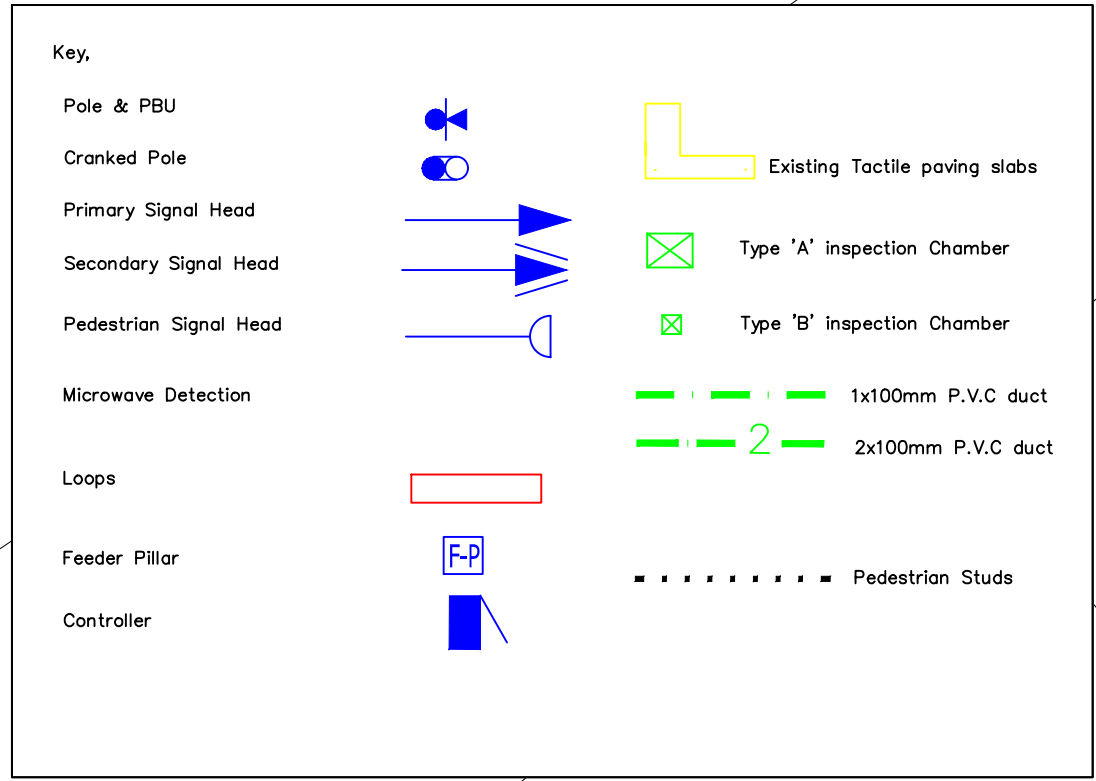 Key,
Pole & PBU
Cranked Pole
Primary Signal Head
Secondary Signal Head
Pedestrian Signal Head
Microwave Detection
Loops
Feeder Pillar
F-P
Controller
Existing Tactile paving slabs
Type 'A' inspection Chamber
Type 'B' inspection Chamber
1x100mm P.V.C duct
2
2x100mm P.V.C duct
Pedestrian Studs